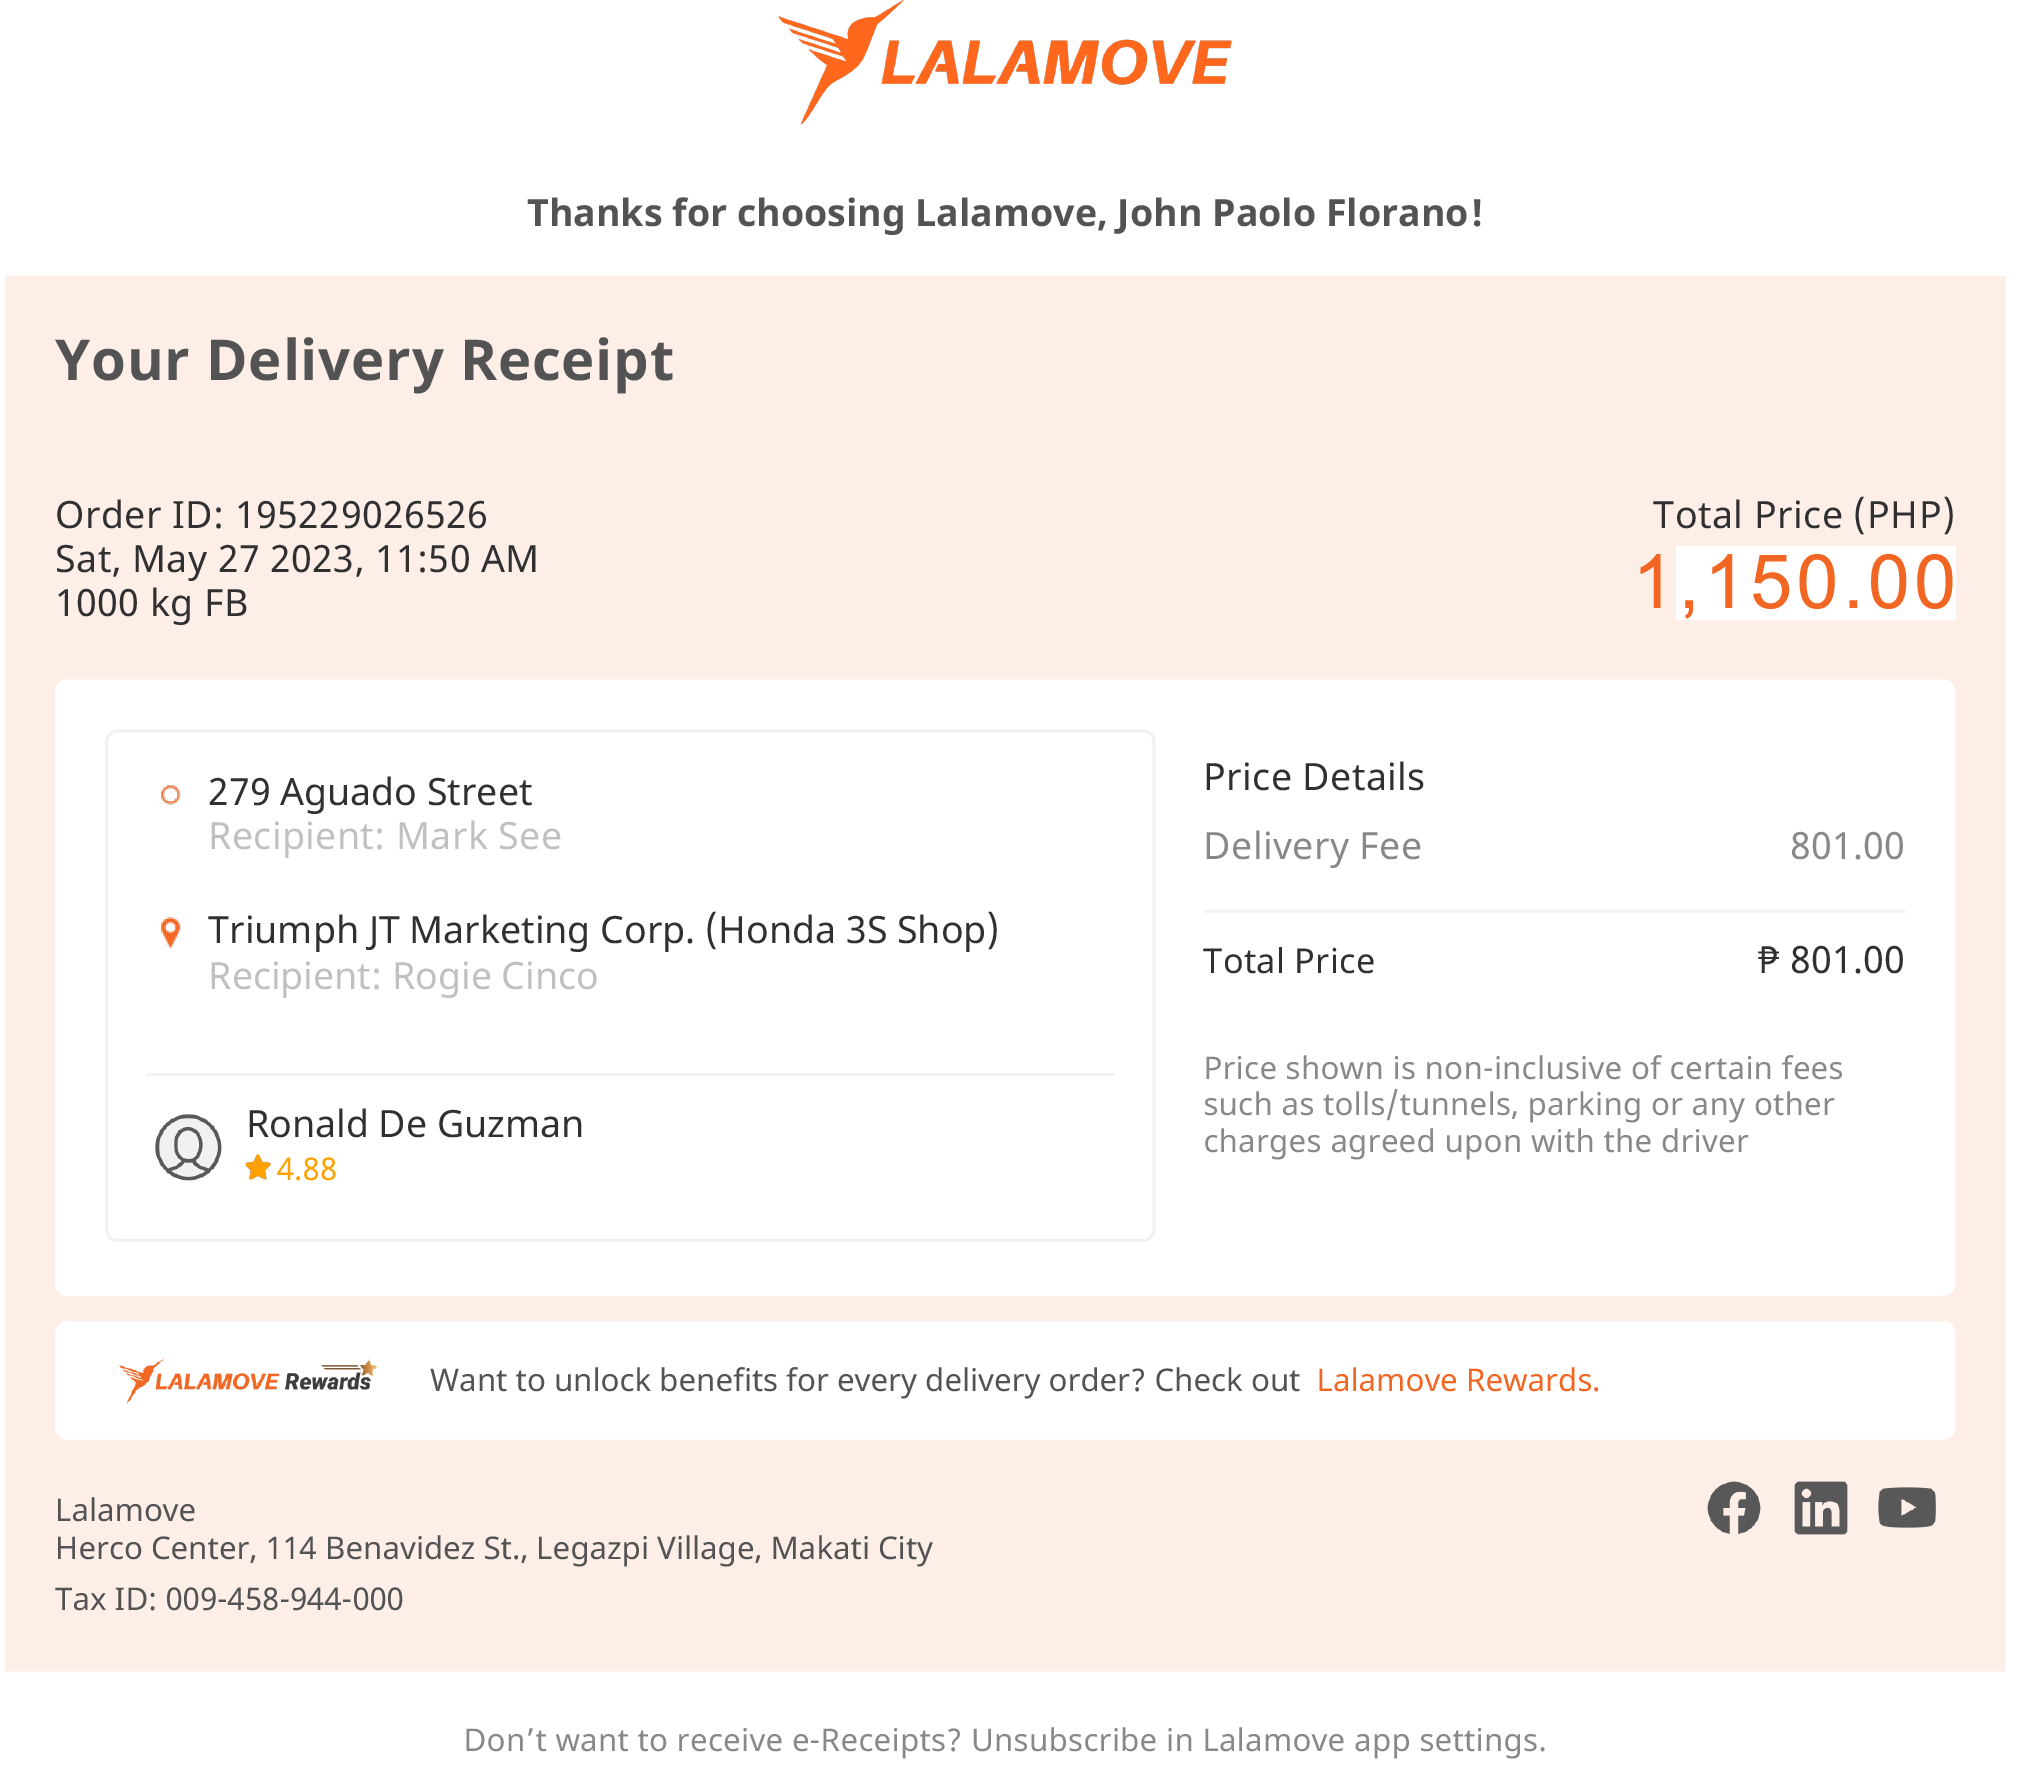 LALAMOVE
Thanks for choosing Lalamove, John Paolo Florano!
Your Delivery Receipt
Order ID: 195229026526
Sat, May 27 2023, 11:50 AM
1000 kg FB
Total Price (PHP)
1,150.00
279 Aguado Street
Recipient: Mark See
Triumph JT Marketing Corp. (Honda 3S Shop)
Recipient: Rogie Cinco
Ronald De Guzman
4.88
Price Details
Delivery Fee 801.00
Total Price ₱ 801.00
Price shown is non-inclusive of certain fees
such as tolls/tunnels, parking or any other
charges agreed upon with the driver
LALAMOVE Rewards
Want to unlock benefits for every delivery order? Check out Lalamove Rewards.
Lalamove
Herco Center, 114 Benavidez St., Legazpi Village, Makati City
Tax ID: 009-458-944-000
Don’t want to receive e-Receipts? Unsubscribe in Lalamove app settings.